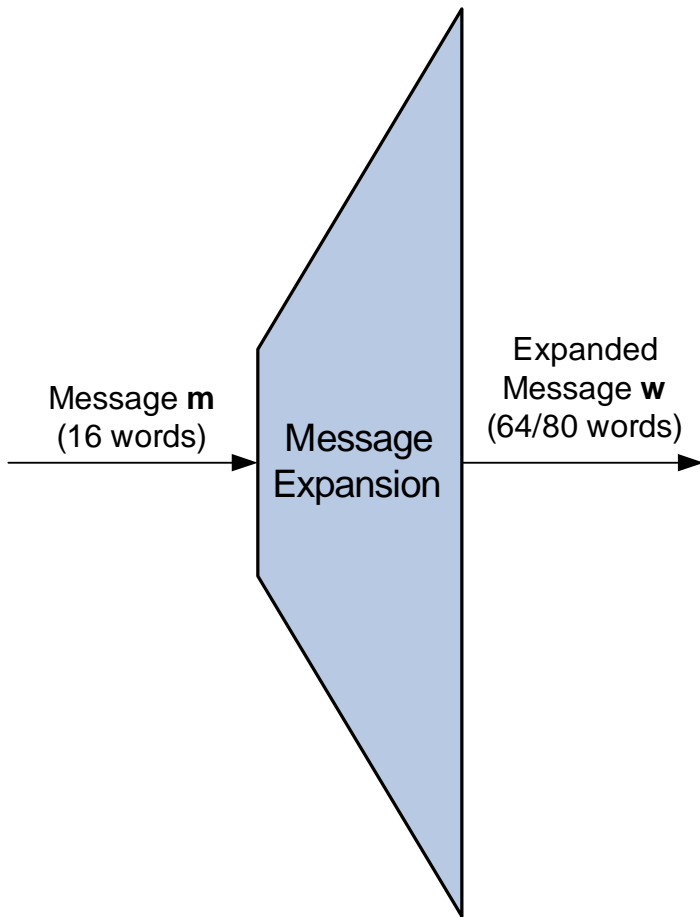 Message m
(16 words)
Message
Expansion
Expanded
Message w
(64/80 words)